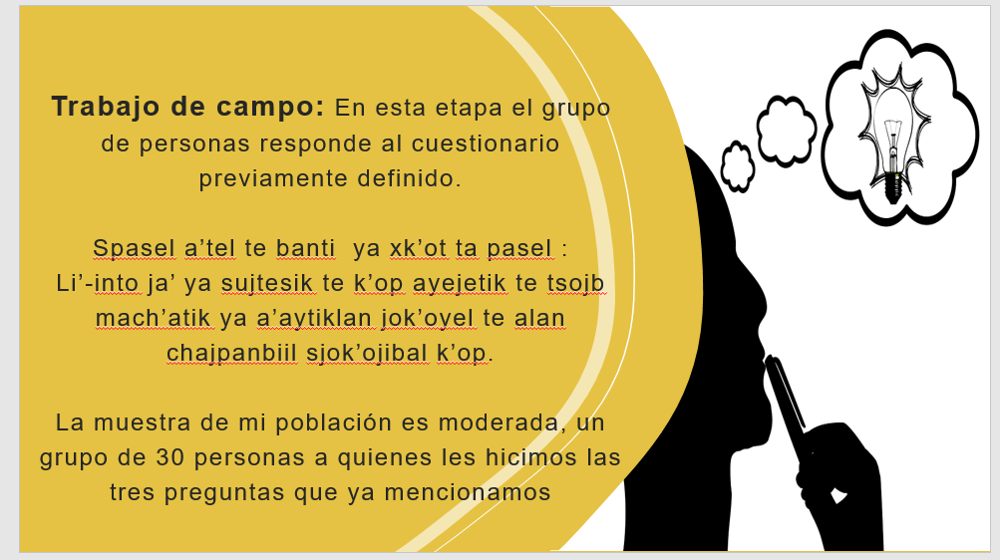 Trabajo de campo: En esta etapa el grupo
de personas responde al cuestionario
previamente definido.
Spasel a’tel te banti  ya xk’ot ta pasel :
Li’-into ja’ ya sujtesik te k’op ayejetik te tsojb
mach’atik ya a’aytiklan jok’oyel te alan
chajpanbiil sjok’ojibal k’op.
La muestra de mi población es moderada, un
grupo de 30 personas a quienes les hicimos las
tres preguntas que ya mencionamos